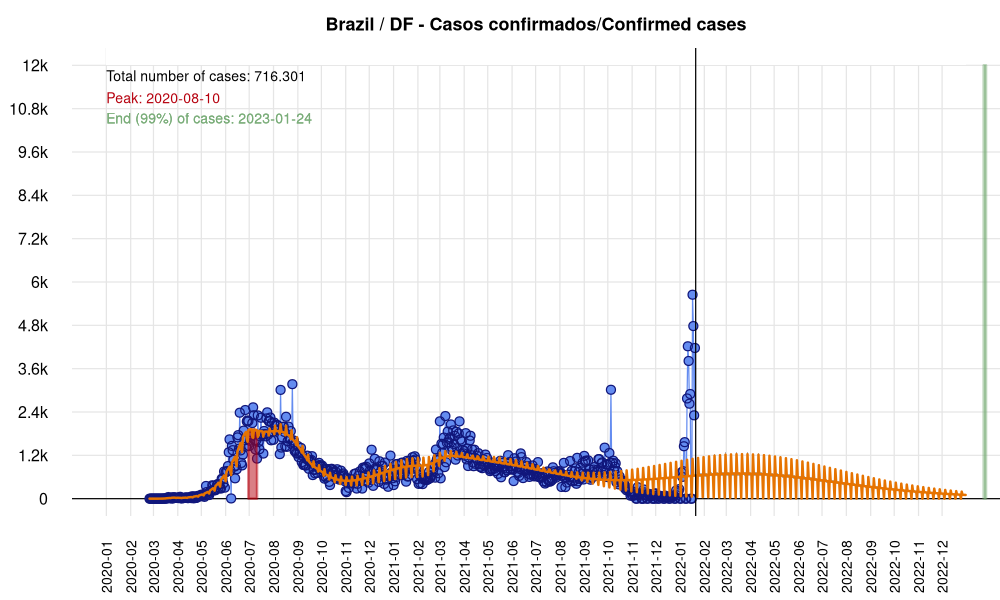 Brazil / DF - Casos confirmados/Confirmed cases
Total number of cases: 716.301
Peak: 2020-08-10
End (99%) of cases: 2023-01-24
12k
10.8k
9.6k
8.4k
7.2k
6k
4.8k
3.6k
2.4k
1.2k
0
2020-01
2020-02
2020-03
2020-04
2020-05
2020-06
2020-07
2020-08
2020-09
2020-10
2020-11
2020-12
2021-01
2021-02
2021-03
2021-04
2021-05
2021-06
2021-07
2021-08
2021-09
2021-10
2021-11
2021-12
2022-01
2022-02
2022-03
2022-04
2022-05
2022-06
2022-07
2022-08
2022-09
2022-10
2022-11
2022-12